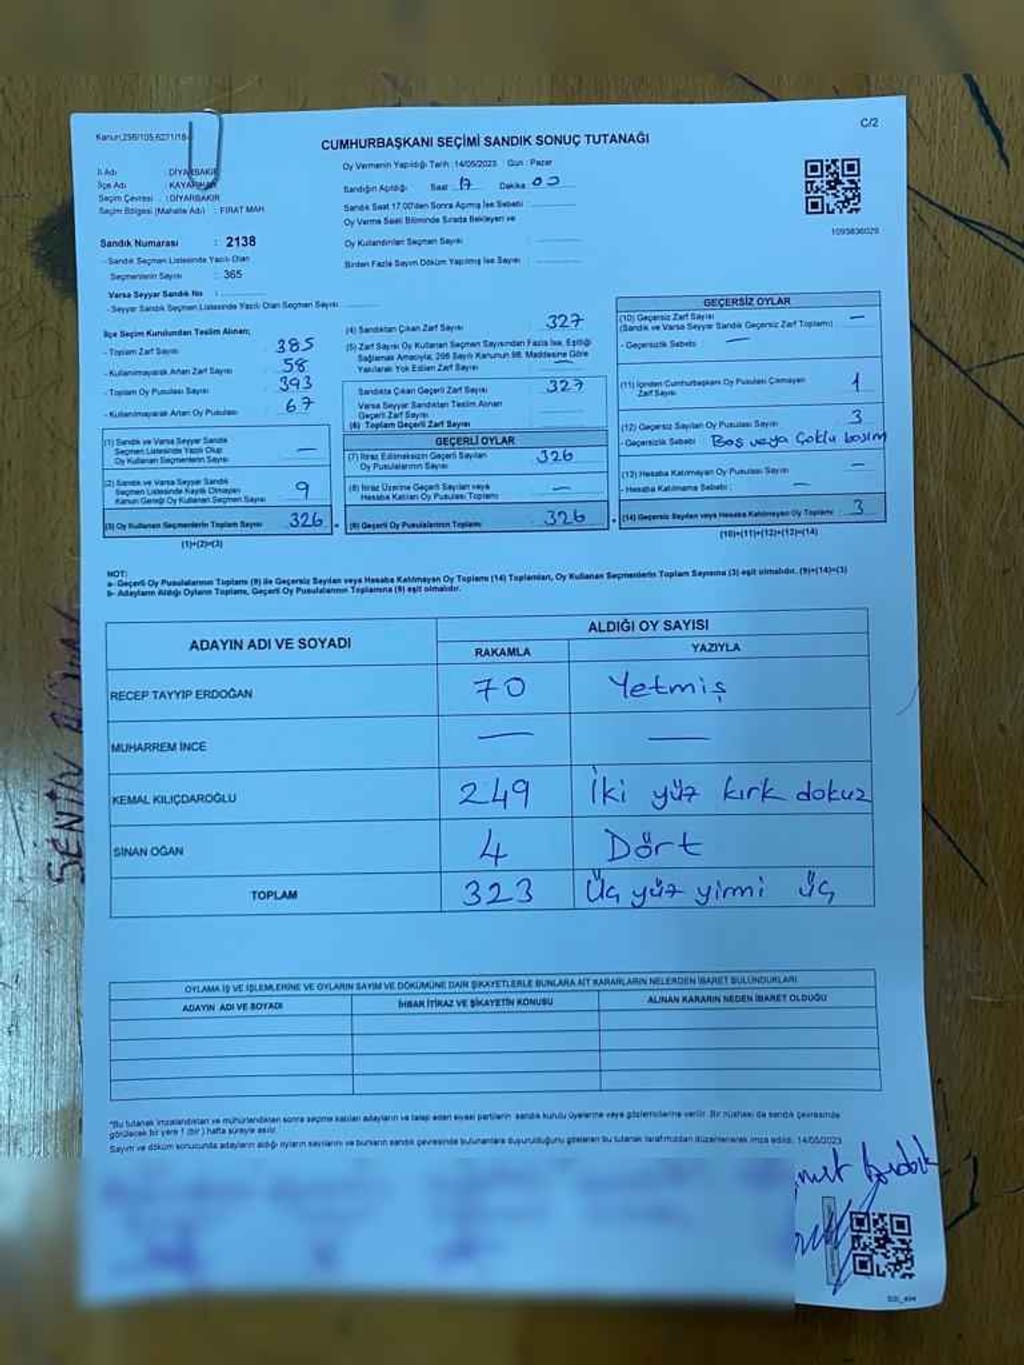 C/2
CUMHURBAŞKANI SEÇİMİ SANDIK SONUÇ TUTANAĞI
Oy Vermenin Yapıldığı Tarih : 14/05/2023 Gün : Pazar
İl Adı : DİYARBAKIR
İlçe Adı : KAYAPINAR
Seçim Çevresi : DİYARBAKIR
Seçim Bölgesi (Mahalle Adı) : FIRAT MAH.
Sandığın Açıldığı Saat 17 Dakika 00
Sandık Saat 17.00'den Sonra Açılmış İse Sebebi :
Oy Verme Saati Bitiminde Sırada Bekleyen ve
Oy Kullandırılan Seçmen Sayısı :
Birden Fazla Sayım Döküm Yapılmış İse Sayısı :
1093836029
Sandık Numarası : 2138
- Sandık Seçmen Listesinde Yazılı Olan
Seçmenlerin Sayısı : 365
Varsa Seyyar Sandık No :
- Seyyar Sandık Seçmen Listesinde Yazılı Olan Seçmen Sayısı :
İlçe Seçim Kurulundan Teslim Alınan;
- Toplam Zarf Sayısı : 385
- Kullanılmayarak Artan Zarf Sayısı : 58
- Toplam Oy Pusulası Sayısı : 393
- Kullanılmayarak Artan Oy Pusulası : 67
(1) Sandık ve Varsa Seyyar Sandık
Seçmen Listesinde Yazılı Olup
Oy Kullanan Seçmenlerin Sayısı —
(2) Sandık ve Varsa Seyyar Sandık
Seçmen Listesinde Kayıtlı Olmayan
Kanun Gereği Oy Kullanan Seçmen Sayısı 9
(3) Oy Kullanan Seçmenlerin Toplam Sayısı 326
(1)+(2)=(3)
(4) Sandıktan Çıkan Zarf Sayısı : 327
(5) Zarf Sayısı Oy Kullanan Seçmen Sayısından Fazla İse, Eşitliği
Sağlamak Amacıyla, 298 Sayılı Kanunun 98. Maddesine Göre
Yakılarak Yok Edilen Zarf Sayısı : —
Sandıkta Çıkan Geçerli Zarf Sayısı : 327
Varsa Seyyar Sandıktan Teslim Alınan
Geçerli Zarf Sayısı :
(6) Toplam Geçerli Zarf Sayısı :
GEÇERLİ OYLAR
(7) İtiraz Edilmeksizin Geçerli Sayılan
Oy Pusulalarının Sayısı : 326
(8) İtiraz Üzerine Geçerli Sayılan veya
Hesaba Katılan Oy Pusulası Toplamı : —
(9) Geçerli Oy Pusulalarının Toplamı : 326
GEÇERSİZ OYLAR
(10) Geçersiz Zarf Sayısı : —
(Sandık ve Varsa Seyyar Sandık Geçersiz Zarf Toplamı)
- Geçersizlik Sebebi : —
(11) İçinden Cumhurbaşkanı Oy Pusulası Çıkmayan
Zarf Sayısı : 1
(12) Geçersiz Sayılan Oy Pusulası Sayısı : 3
- Geçersizlik Sebebi : Boş veya Çoklu basım
(13) Hesaba Katılmayan Oy Pusulası Sayısı : —
- Hesaba Katılmama Sebebi : —
(14) Geçersiz Sayılan veya Hesaba Katılmayan Oy Toplamı : 3
(10)+(11)+(12)+(13)=(14)
NOT:
a- Geçerli Oy Pusulalarının Toplamı (9) ile Geçersiz Sayılan veya Hesaba Katılmayan Oy Toplamı (14) Toplamları, Oy Kullanan Seçmenlerin Toplam Sayısına (3) eşit olmalıdır. (9)+(14)=(3)
b- Adayların Aldığı Oyların Toplamı, Geçerli Oy Pusulalarının Toplamına (9) eşit olmalıdır.
ADAYIN ADI VE SOYADI ALDIĞI OY SAYISI
RAKAMLA YAZIYLA
RECEP TAYYIP ERDOĞAN 70 Yetmiş
MUHARREM İNCE — —
KEMAL KILIÇDAROĞLU 249 İki yüz kırk dokuz
SİNAN OĞAN 4 Dört
TOPLAM 323 Üç yüz yirmi üç
OYLAMA İŞ VE İŞLEMLERİNE VE OYLARIN SAYIM VE DÖKÜMÜNE DAİR ŞİKAYETLERLE BUNLARA AİT KARARLARIN NELERDEN İBARET BULUNDUKLARI
ADAYIN ADI VE SOYADI İHBAR İTİRAZ VE ŞİKAYETİN KONUSU ALINAN KARARIN NEDEN İBARET OLDUĞU
*Bu tutanak imzalandıktan ve mühürlendikten sonra seçime katılan adayların ve talep eden siyasi partilerin sandık kurulu üyelerine veya gözlemcilerine verilir. Bir nüshası da sandık çevresinde
görülecek bir yere 1 (bir) hafta süreyle asılır.
Sayım ve döküm sonucunda adayların aldığı oyların sayılarını ve bunların sandık çevresinde bulunanlara duyurulduğunu gösteren bu tutanak tarafımızdan düzenlenerek imza edildi. 14/05/2023
SENİN